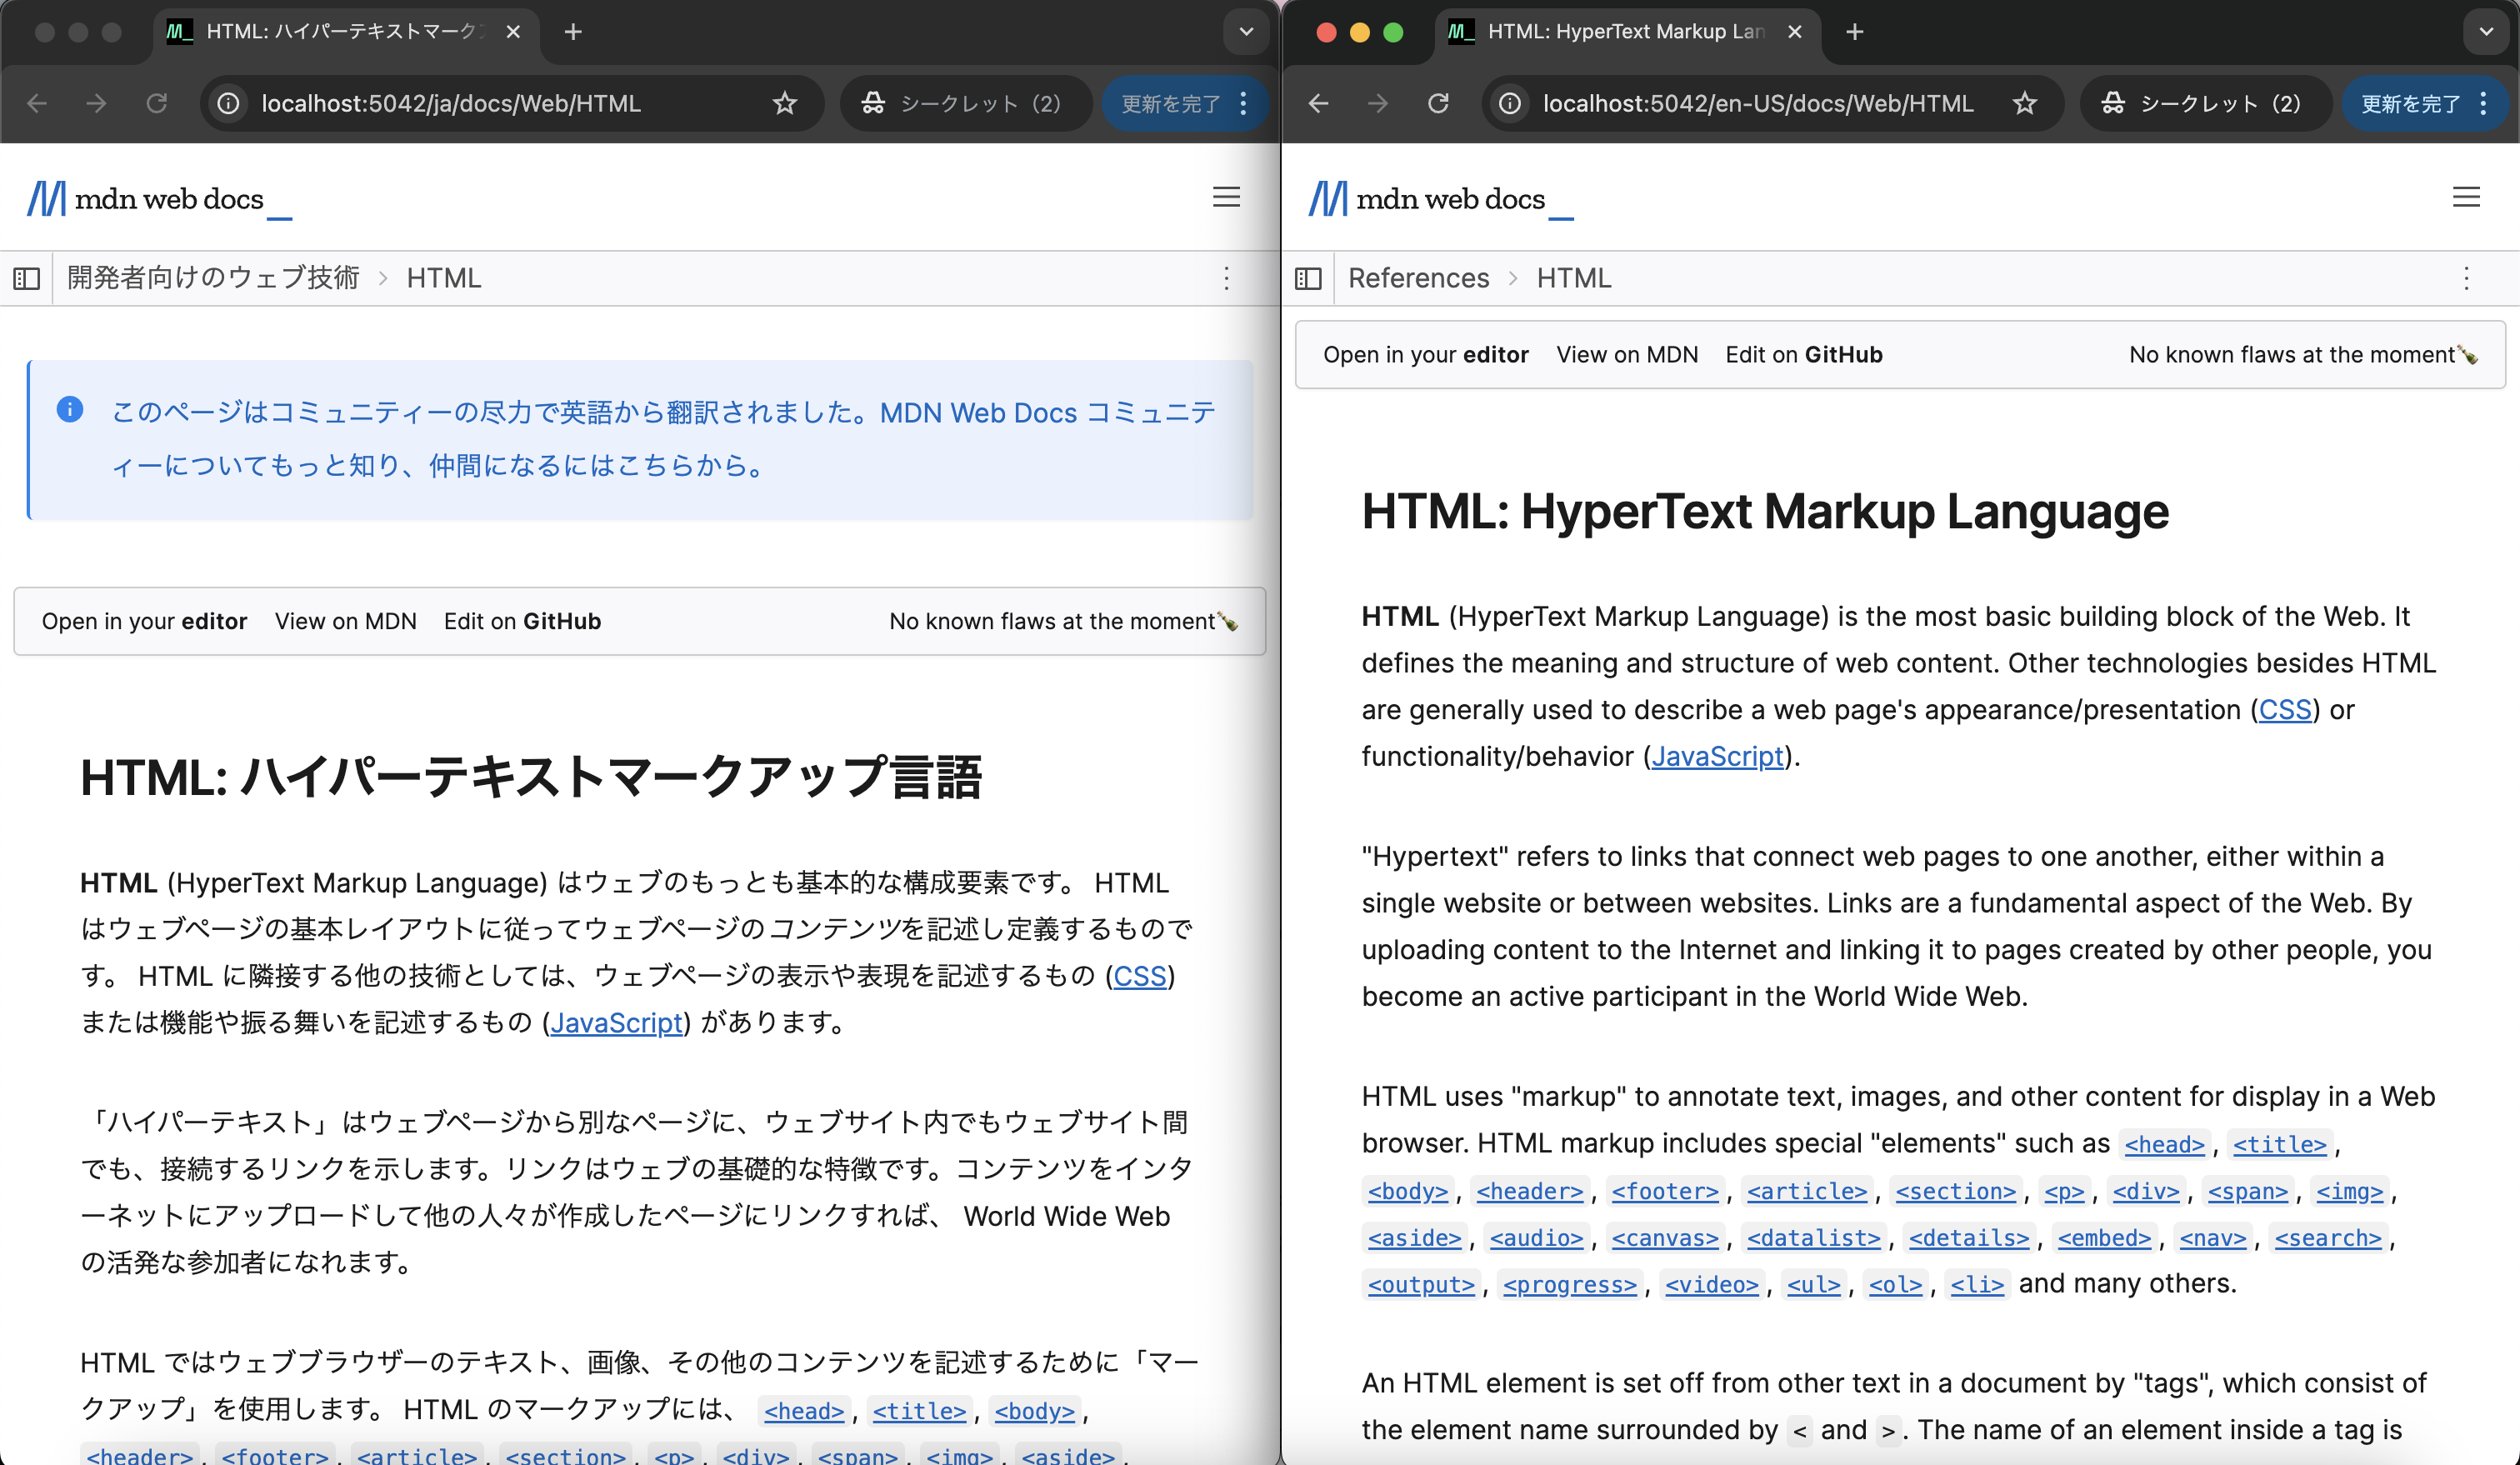 HTML: ハイパーテキストマーク
localhost:5042/ja/docs/Web/HTML
シークレット（2）
更新を完了
mdn web docs_
開発者向けのウェブ技術 > HTML
このページはコミュニティーの尽力で英語から翻訳されました。MDN Web Docs コミュニテ
ィーについてもっと知り、仲間になるにはこちらから。
Open in your editor View on MDN Edit on GitHub No known flaws at the moment🍾
HTML: ハイパーテキストマークアップ言語
HTML (HyperText Markup Language) はウェブのもっとも基本的な構成要素です。 HTML
はウェブページの基本レイアウトに従ってウェブページのコンテンツを記述し定義するもので
す。 HTML に隣接する他の技術としては、ウェブページの表示や表現を記述するもの (CSS)
または機能や振る舞いを記述するもの (JavaScript) があります。
「ハイパーテキスト」はウェブページから別なページに、ウェブサイト内でもウェブサイト間
でも、接続するリンクを示します。リンクはウェブの基礎的な特徴です。コンテンツをインタ
ーネットにアップロードして他の人々が作成したページにリンクすれば、 World Wide Web
の活発な参加者になれます。
HTML ではウェブブラウザーのテキスト、画像、その他のコンテンツを記述するために「マー
クアップ」を使用します。 HTML のマークアップには、 <head>, <title>, <body>,
<header>, <footer>, <article>, <section>, <p>, <div>, <span>, <img>, <aside>,
HTML: HyperText Markup Lan
localhost:5042/en-US/docs/Web/HTML
シークレット（2）
更新を完了
mdn web docs_
References > HTML
Open in your editor View on MDN Edit on GitHub No known flaws at the moment🍾
HTML: HyperText Markup Language
HTML (HyperText Markup Language) is the most basic building block of the Web. It
defines the meaning and structure of web content. Other technologies besides HTML
are generally used to describe a web page's appearance/presentation (CSS) or
functionality/behavior (JavaScript).
"Hypertext" refers to links that connect web pages to one another, either within a
single website or between websites. Links are a fundamental aspect of the Web. By
uploading content to the Internet and linking it to pages created by other people, you
become an active participant in the World Wide Web.
HTML uses "markup" to annotate text, images, and other content for display in a Web
browser. HTML markup includes special "elements" such as <head>, <title>,
<body>, <header>, <footer>, <article>, <section>, <p>, <div>, <span>, <img>,
<aside>, <audio>, <canvas>, <datalist>, <details>, <embed>, <nav>, <search>,
<output>, <progress>, <video>, <ul>, <ol>, <li> and many others.
An HTML element is set off from other text in a document by "tags", which consist of
the element name surrounded by < and >. The name of an element inside a tag is